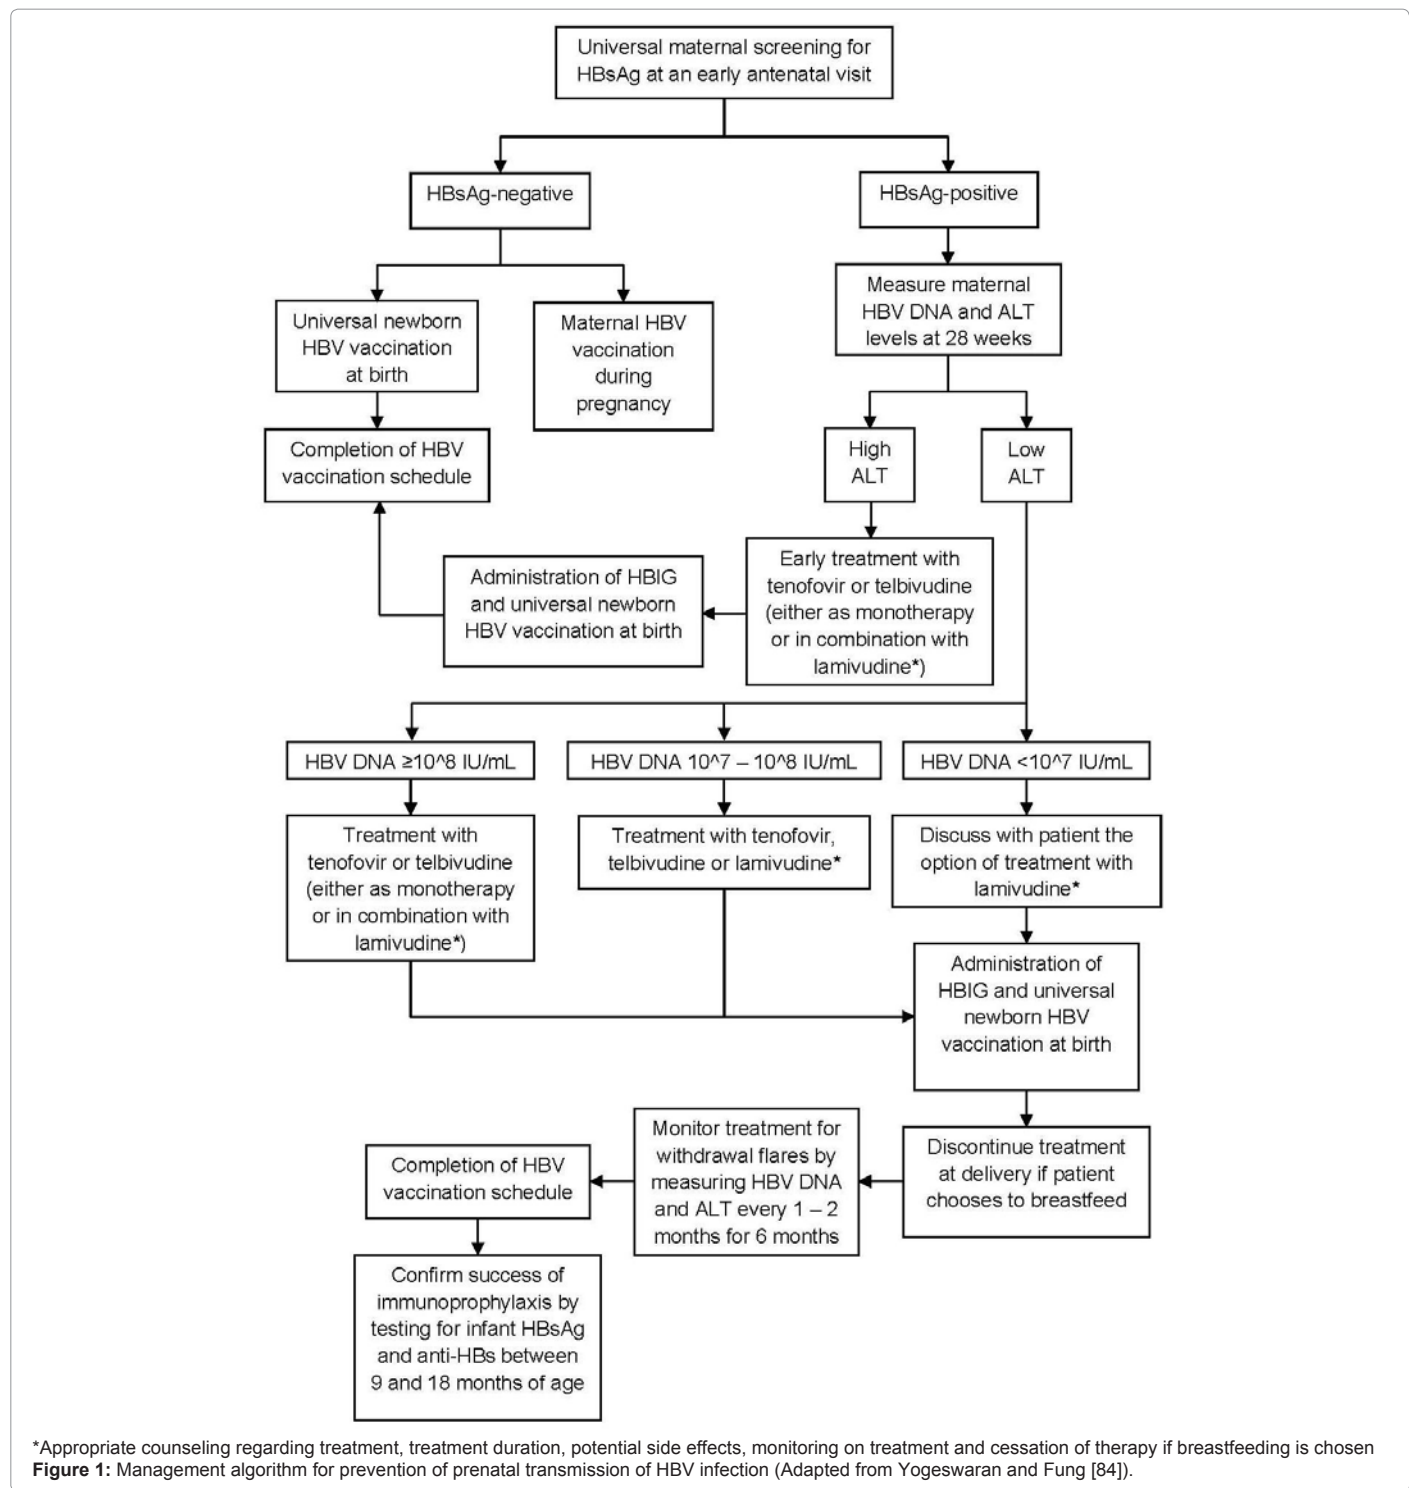 Universal maternal screening for
HBsAg at an early antenatal visit
HBsAg-negative
HBsAg-positive
Universal newborn
HBV vaccination
at birth
Maternal HBV
vaccination
during
pregnancy
Measure maternal
HBV DNA and ALT
levels at 28 weeks
Completion of HBV
vaccination schedule
High
ALT
Low
ALT
Administration of HBIG
and universal newborn
HBV vaccination at birth
Early treatment with
tenofovir or telbivudine
(either as monotherapy
or in combination with
lamivudine*)
HBV DNA ≥10^8 IU/mL
HBV DNA 10^7 – 10^8 IU/mL
HBV DNA <10^7 IU/mL
Treatment with
tenofovir or telbivudine
(either as monotherapy
or in combination with
lamivudine*)
Treatment with tenofovir,
telbivudine or lamivudine*
Discuss with patient the
option of treatment with
lamivudine*
Administration of
HBIG and universal
newborn HBV
vaccination at birth
Discontinue treatment
at delivery if patient
chooses to breastfeed
Monitor treatment for
withdrawal flares by
measuring HBV DNA
and ALT every 1 – 2
months for 6 months
Completion of HBV
vaccination schedule
Confirm success of
immunoprophylaxis by
testing for infant HBsAg
and anti-HBs between
9 and 18 months of age
*Appropriate counseling regarding treatment, treatment duration, potential side effects, monitoring on treatment and cessation of therapy if breastfeeding is chosen
Figure 1: Management algorithm for prevention of prenatal transmission of HBV infection (Adapted from Yogeswaran and Fung [84]).